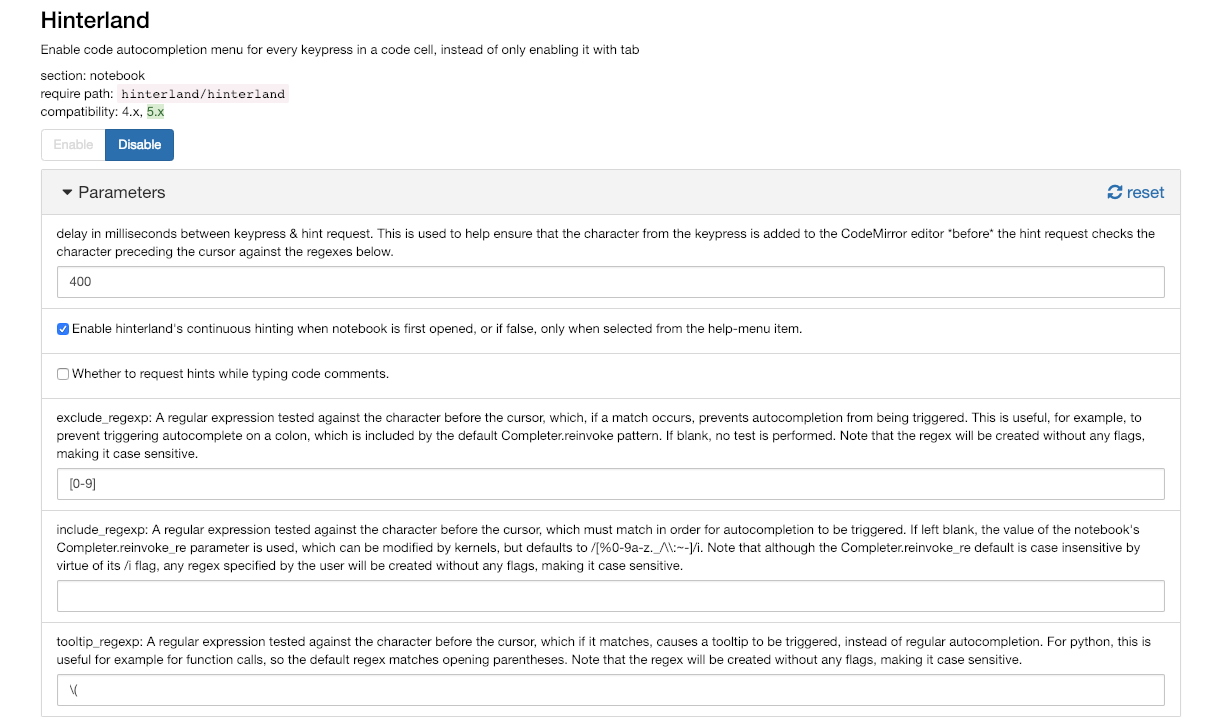 Hinterland
Enable code autocompletion menu for every keypress in a code cell, instead of only enabling it with tab
section: notebook
require path: hinterland/hinterland
compatibility: 4.x, 5.x
Enable Disable
Parameters reset
delay in milliseconds between keypress & hint request. This is used to help ensure that the character from the keypress is added to the CodeMirror editor *before* the hint request checks the
character preceding the cursor against the regexes below.
400
Enable hinterland's continuous hinting when notebook is first opened, or if false, only when selected from the help-menu item.
Whether to request hints while typing code comments.
exclude_regexp: A regular expression tested against the character before the cursor, which, if a match occurs, prevents autocompletion from being triggered. This is useful, for example, to
prevent triggering autocomplete on a colon, which is included by the default Completer.reinvoke pattern. If blank, no test is performed. Note that the regex will be created without any flags,
making it case sensitive.
[0-9]
include_regexp: A regular expression tested against the character before the cursor, which must match in order for autocompletion to be triggered. If left blank, the value of the notebook's
Completer.reinvoke_re parameter is used, which can be modified by kernels, but defaults to /[%0-9a-z._/\\:~-]/i. Note that although the Completer.reinvoke_re default is case insensitive by
virtue of its /i flag, any regex specified by the user will be created without any flags, making it case sensitive.
tooltip_regexp: A regular expression tested against the character before the cursor, which if it matches, causes a tooltip to be triggered, instead of regular autocompletion. For python, this is
useful for example for function calls, so the default regex matches opening parentheses. Note that the regex will be created without any flags, making it case sensitive.
\(